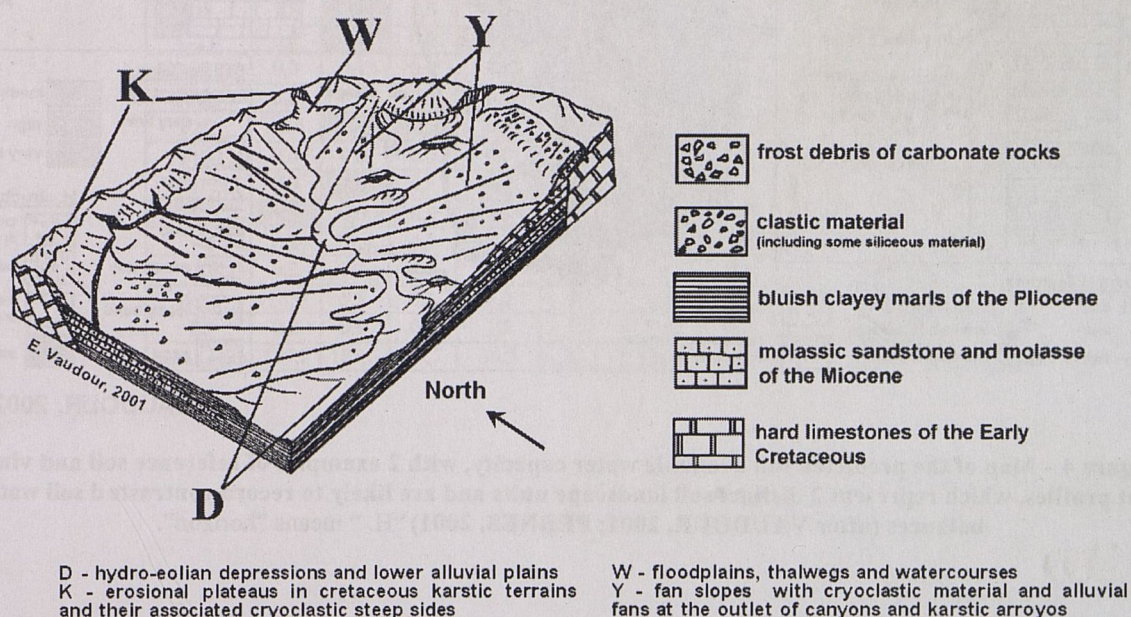 W
Y
K
frost debris of carbonate rocks
clastic material
(including some siliceous material)
bluish clayey marls of the Pliocene
molassic sandstone and molasse
of the Miocene
hard limestones of the Early
Cretaceous
E. Vaudour, 2001
North
D
D - hydro-eolian depressions and lower alluvial plains
K - erosional plateaus in cretaceous karstic terrains
and their associated cryoclastic steep sides
W - floodplains, thalwegs and watercourses
Y - fan slopes with cryoclastic material and alluvial
fans at the outlet of canyons and karstic arroyos